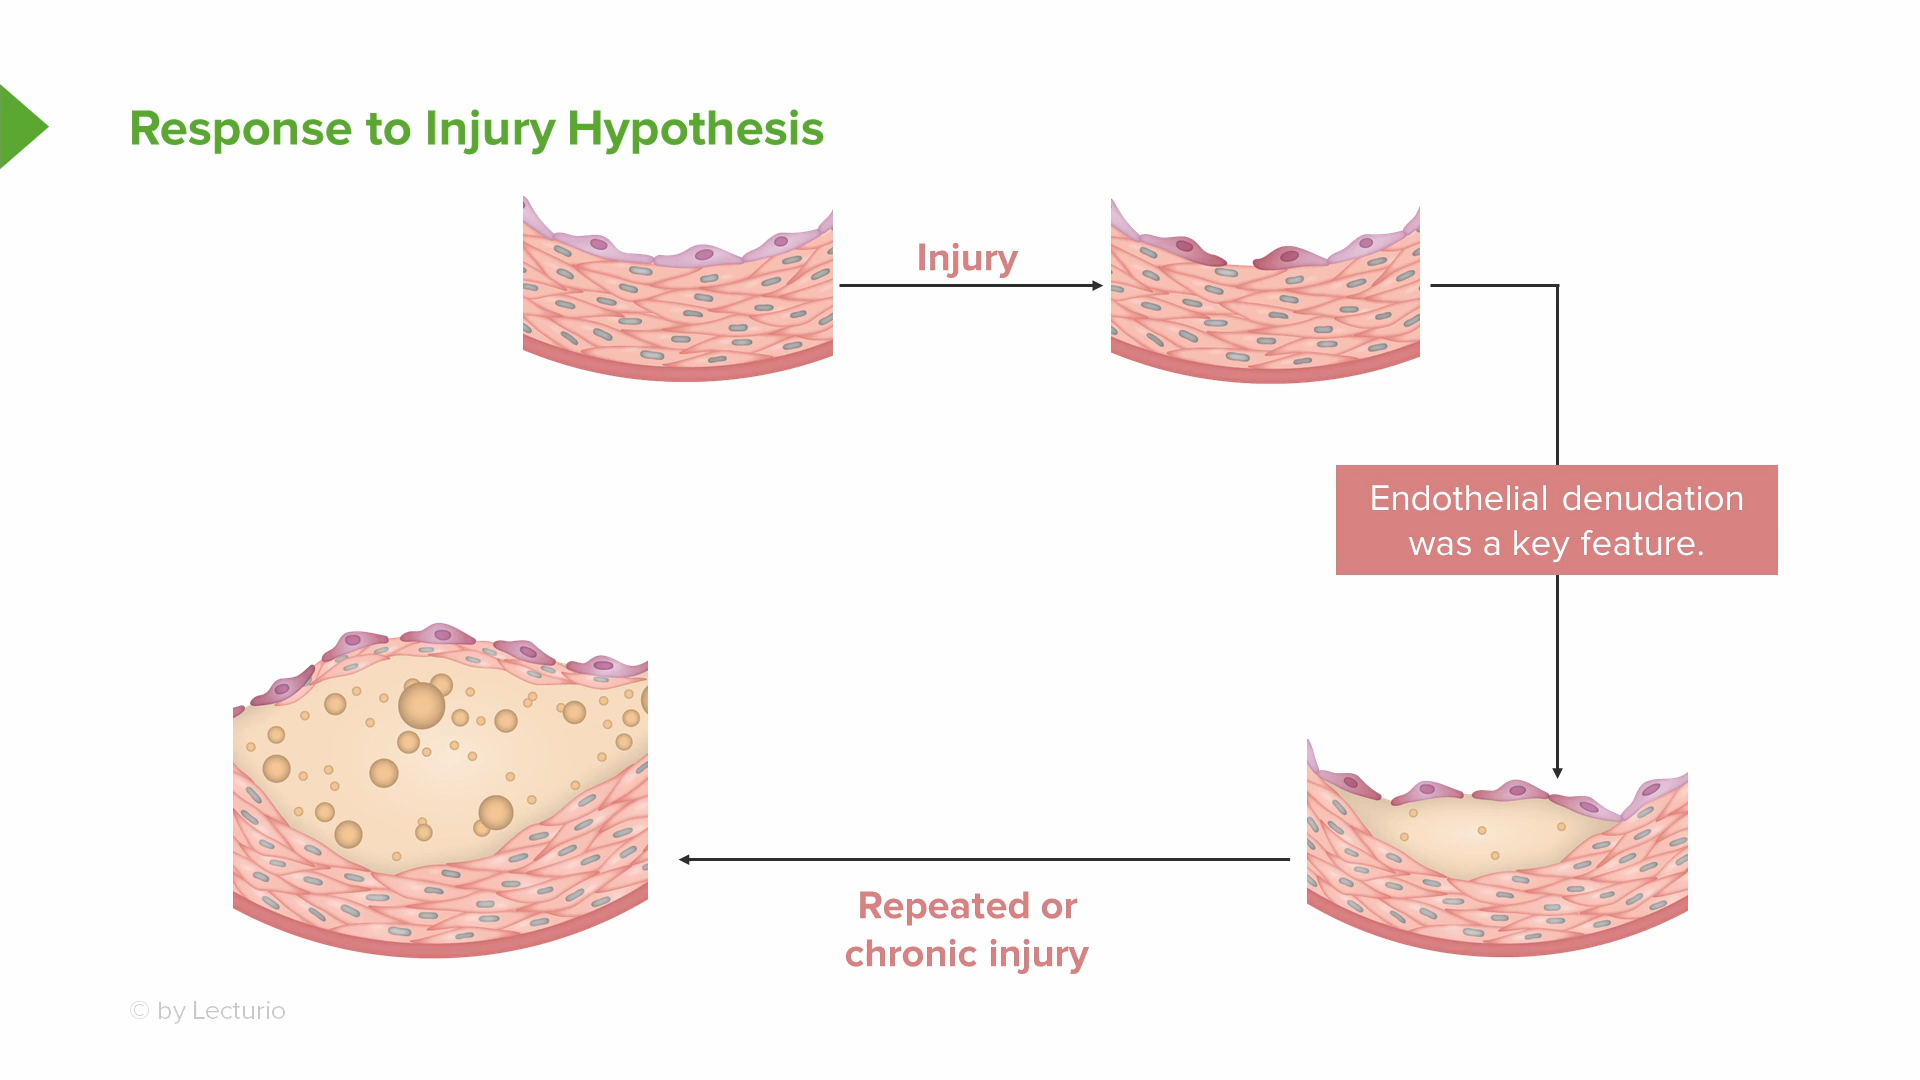 Response to Injury Hypothesis
Injury
Endothelial denudation
was a key feature.
Repeated or
chronic injury
© by Lecturio